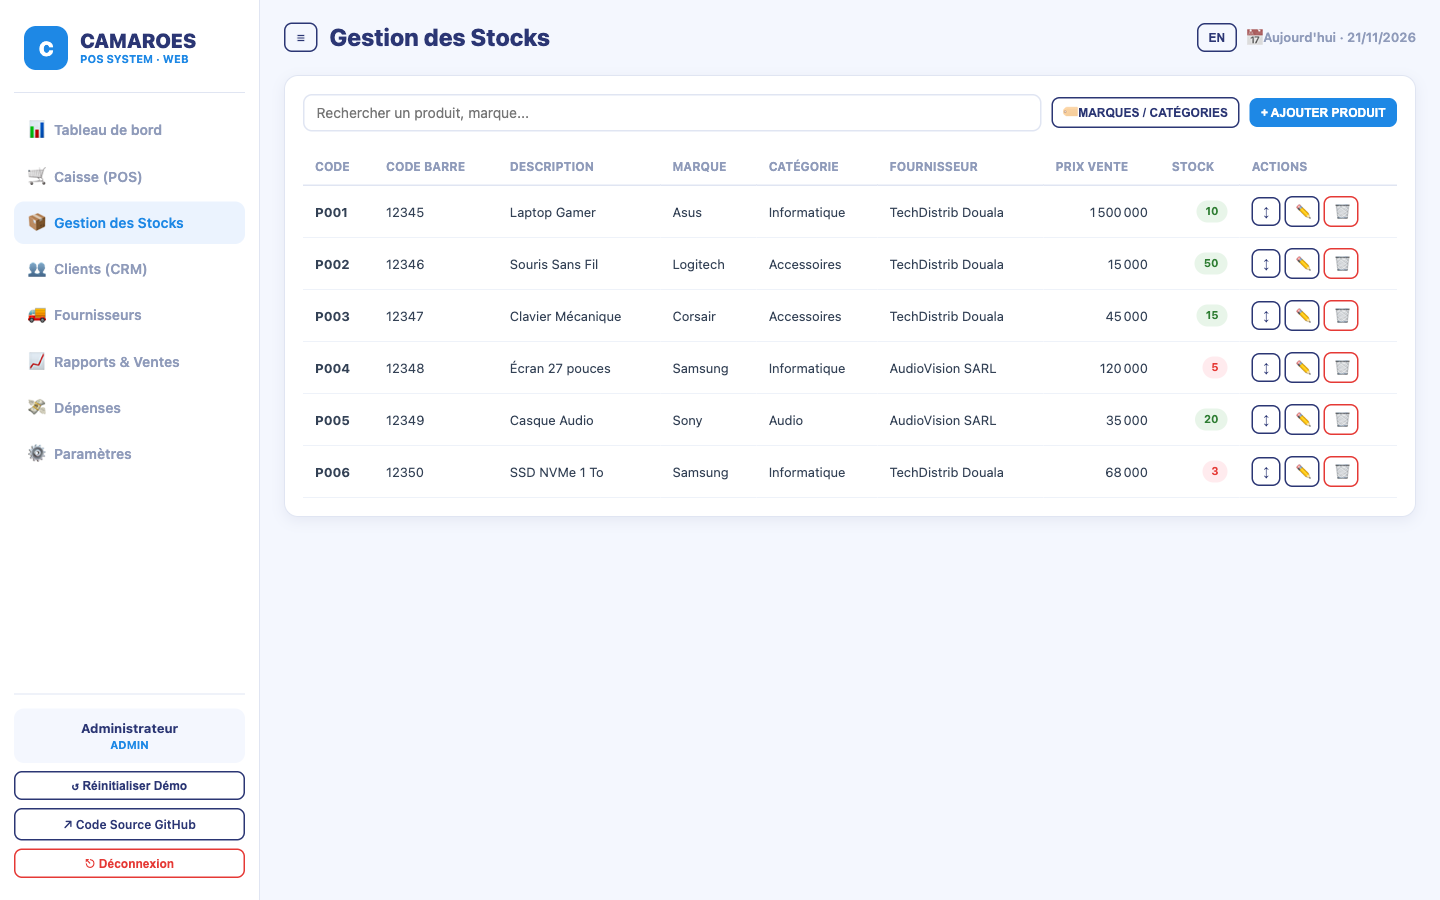 C
CAMAROES
POS SYSTEM · WEB
Tableau de bord
Caisse (POS)
Gestion des Stocks
Clients (CRM)
Fournisseurs
Rapports & Ventes
Dépenses
Paramètres
Administrateur
ADMIN
↺ Réinitialiser Démo
↗ Code Source GitHub
⎋ Déconnexion
≡ Gestion des Stocks
EN 📅 Aujourd'hui · 21/11/2026
Rechercher un produit, marque...
MARQUES / CATÉGORIES
+ AJOUTER PRODUIT
CODE CODE BARRE DESCRIPTION MARQUE CATÉGORIE FOURNISSEUR PRIX VENTE STOCK ACTIONS
P001 12345 Laptop Gamer Asus Informatique TechDistrib Douala 1 500 000 10
P002 12346 Souris Sans Fil Logitech Accessoires TechDistrib Douala 15 000 50
P003 12347 Clavier Mécanique Corsair Accessoires TechDistrib Douala 45 000 15
P004 12348 Écran 27 pouces Samsung Informatique AudioVision SARL 120 000 5
P005 12349 Casque Audio Sony Audio AudioVision SARL 35 000 20
P006 12350 SSD NVMe 1 To Samsung Informatique TechDistrib Douala 68 000 3